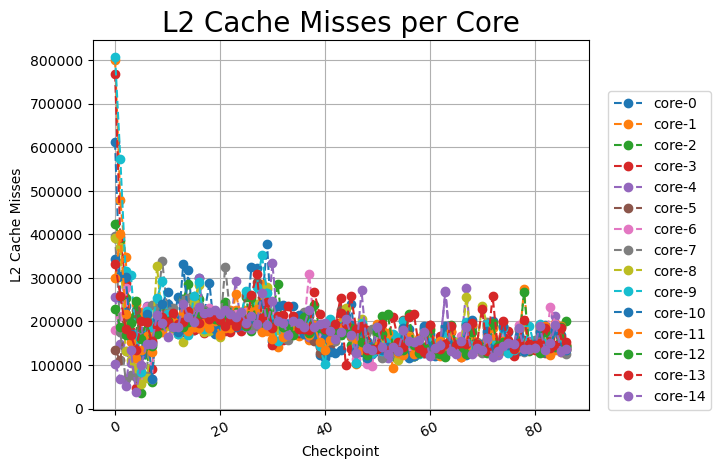 L2 Cache Misses per Core
800000
700000
600000
500000
400000
300000
200000
100000
0
L2 Cache Misses
0
20
40
60
80
Checkpoint
core-0
core-1
core-2
core-3
core-4
core-5
core-6
core-7
core-8
core-9
core-10
core-11
core-12
core-13
core-14